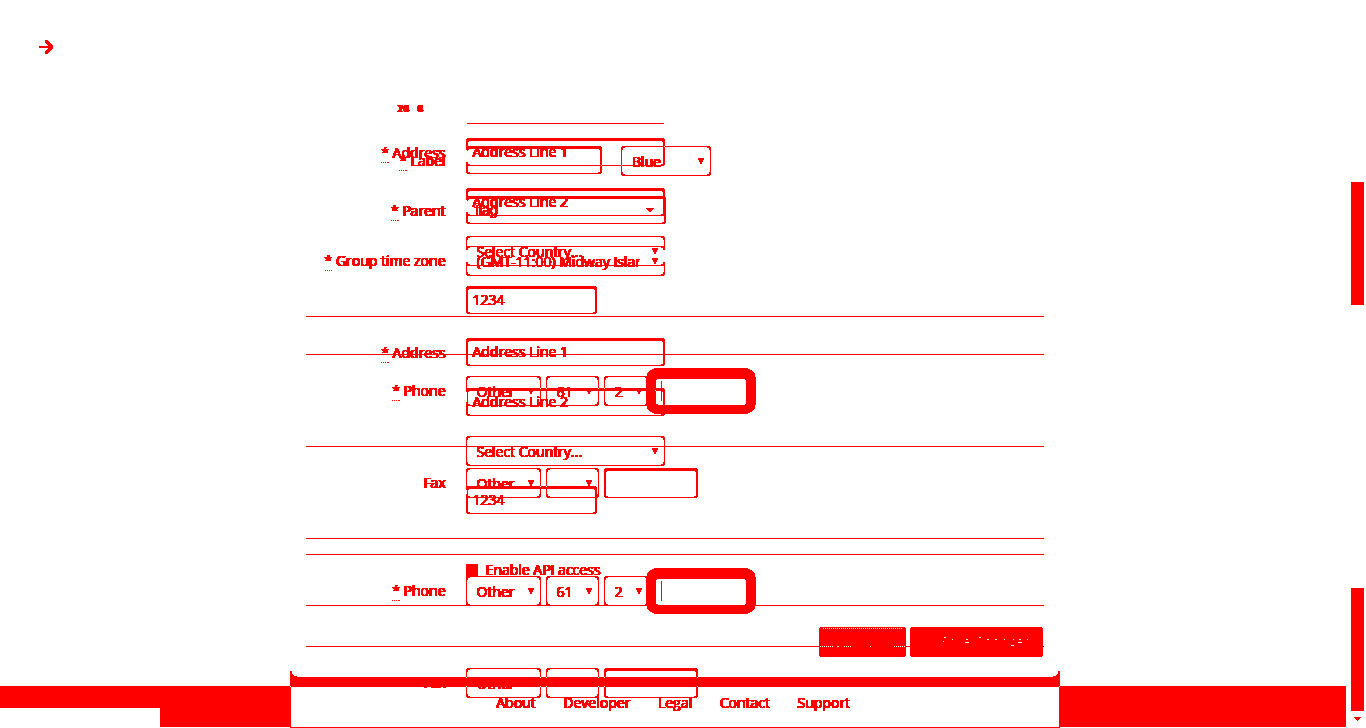 →
* Address Address Line 1
* Label Blue ▼
Address Line 2
* Parent flag
Select Country... ▼
* Group time zone (GMT-11:00) Midway Islar ▼
1234
* Address Address Line 1
* Phone Other ▼ 61 ▼ 2 ▼
Address Line 2
Select Country... ▼
Fax Other ▼ ▼
1234
Enable API access
* Phone Other ▼ 61 ▼ 2 ▼
About Developer Legal Contact Support